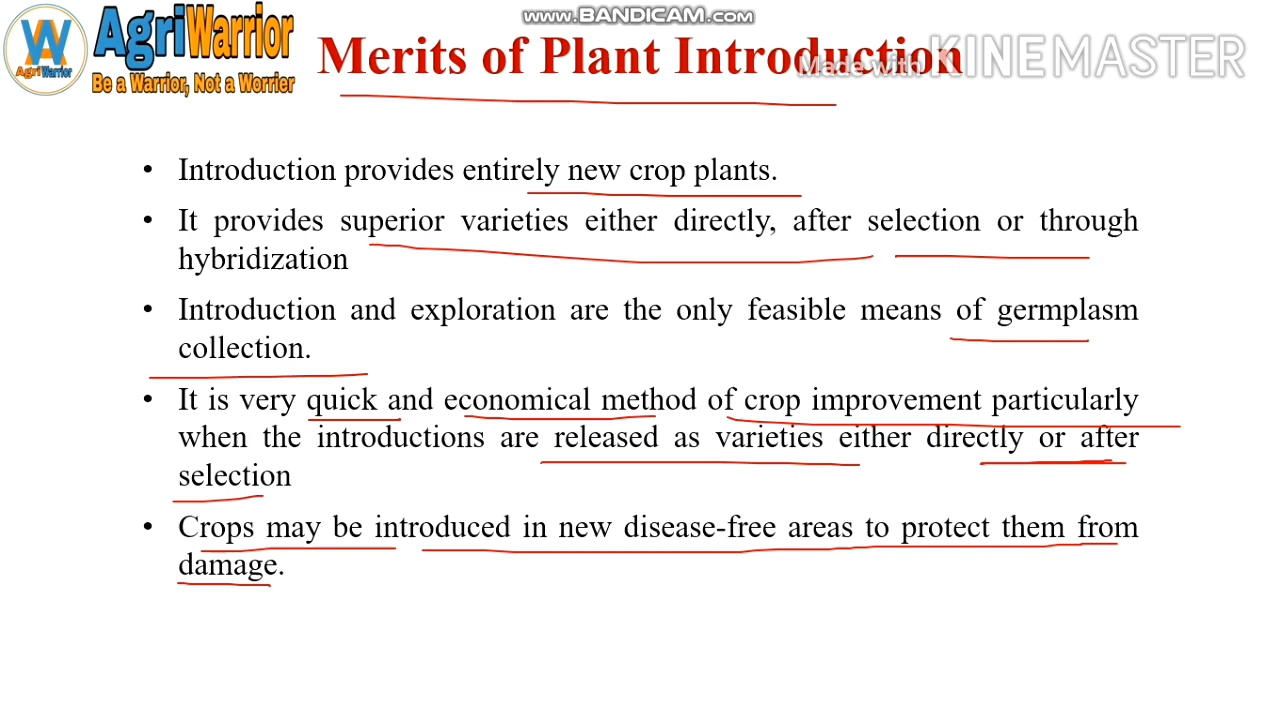 www.BANDICAM.com
AgriWarrior
Be a Warrior, Not a Worrier
AgriWarrior
Merits of Plant Introduction
Made with KINEMASTER
• Introduction provides entirely new crop plants.
• It provides superior varieties either directly, after selection or through
hybridization
• Introduction and exploration are the only feasible means of germplasm
collection.
• It is very quick and economical method of crop improvement particularly
when the introductions are released as varieties either directly or after
selection
• Crops may be introduced in new disease-free areas to protect them from
damage.